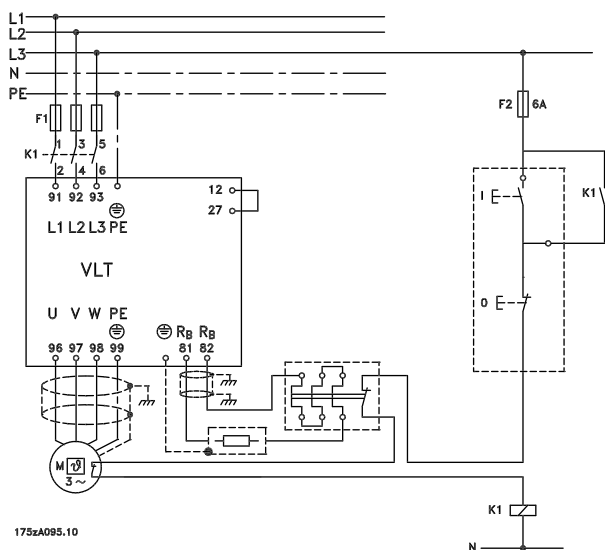 L1
L2
L3
N
PE
F1
F2 6A
1 3 5
K1
2 4 6
91 92 93
12
27
L1 L2 L3 PE
I
K1
VLT
0
U V W PE
RB RB
96 97 98 99
81 82
M ϑ
3 ~
K1
175zA095.10
N